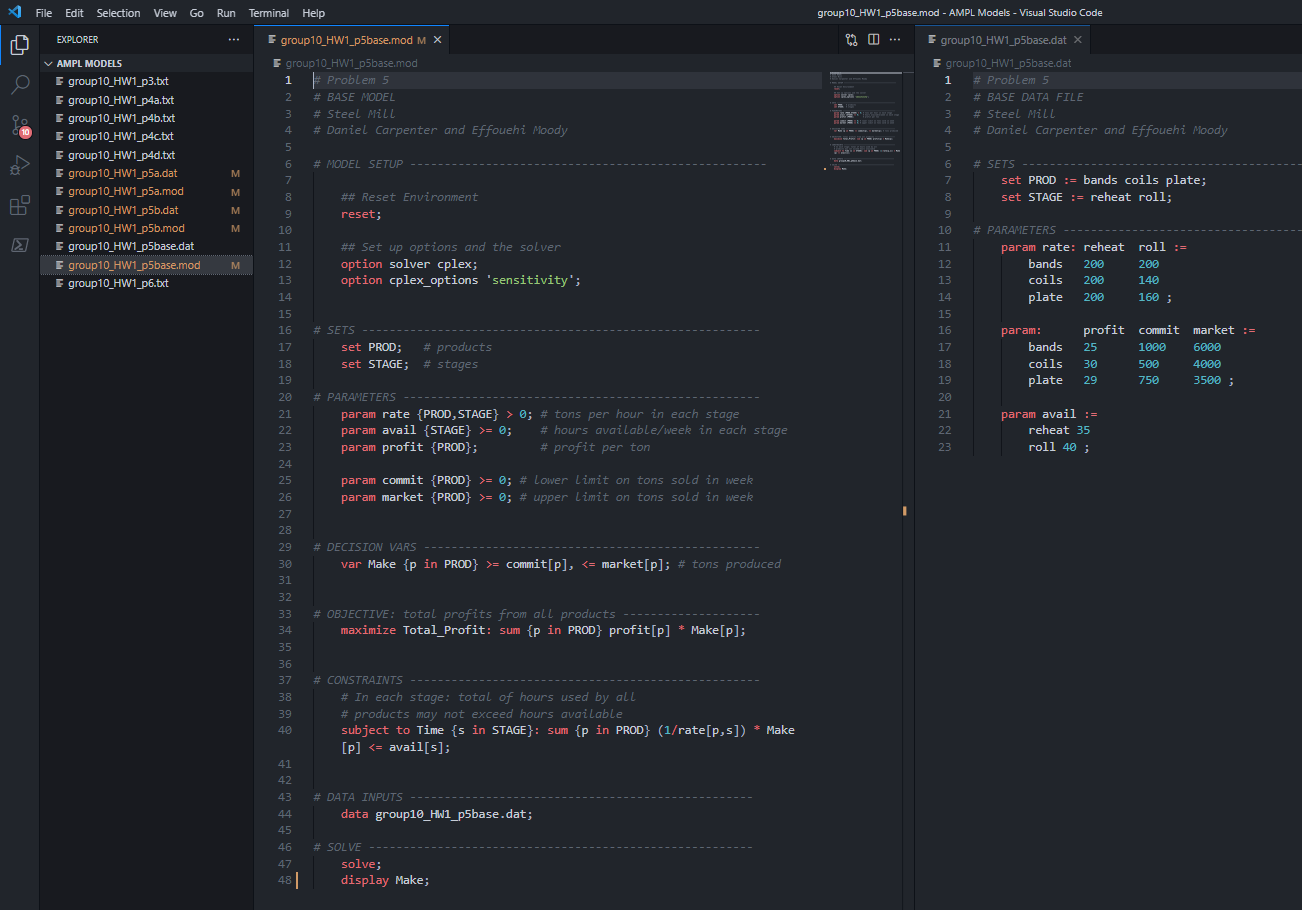 File Edit Selection View Go Run Terminal Help
group10_HW1_p5base.mod - AMPL Models - Visual Studio Code
EXPLORER ...
AMPL MODELS
group10_HW1_p3.txt
group10_HW1_p4a.txt
group10_HW1_p4b.txt
group10_HW1_p4c.txt
group10_HW1_p4d.txt
group10_HW1_p5a.dat M
group10_HW1_p5a.mod M
group10_HW1_p5b.dat M
group10_HW1_p5b.mod M
group10_HW1_p5base.dat
group10_HW1_p5base.mod M
group10_HW1_p6.txt
10
group10_HW1_p5base.mod M
group10_HW1_p5base.mod
1 # Problem 5
2 # BASE MODEL
3 # Steel Mill
4 # Daniel Carpenter and Effouehi Moody
5
6 # MODEL SETUP ----------------------------------------------------
7
8 ## Reset Environment
9 reset;
10
11 ## Set up options and the solver
12 option solver cplex;
13 option cplex_options 'sensitivity';
14
15
16 # SETS ----------------------------------------------------------
17 set PROD; # products
18 set STAGE; # stages
19
20 # PARAMETERS ----------------------------------------------------
21 param rate {PROD,STAGE} > 0; # tons per hour in each stage
22 param avail {STAGE} >= 0; # hours available/week in each stage
23 param profit {PROD}; # profit per ton
24
25 param commit {PROD} >= 0; # lower limit on tons sold in week
26 param market {PROD} >= 0; # upper limit on tons sold in week
27
28
29 # DECISION VARS -------------------------------------------------
30 var Make {p in PROD} >= commit[p], <= market[p]; # tons produced
31
32
33 # OBJECTIVE: total profits from all products --------------------
34 maximize Total_Profit: sum {p in PROD} profit[p] * Make[p];
35
36
37 # CONSTRAINTS ---------------------------------------------------
38 # In each stage: total of hours used by all
39 # products may not exceed hours available
40 subject to Time {s in STAGE}: sum {p in PROD} (1/rate[p,s]) * Make
[p] <= avail[s];
41
42
43 # DATA INPUTS --------------------------------------------------
44 data group10_HW1_p5base.dat;
45
46 # SOLVE --------------------------------------------------------
47 solve;
48 display Make;
group10_HW1_p5base.dat
group10_HW1_p5base.dat
1 # Problem 5
2 # BASE DATA FILE
3 # Steel Mill
4 # Daniel Carpenter and Effouehi Moody
5
6 # SETS -----------------------------------------
7 set PROD := bands coils plate;
8 set STAGE := reheat roll;
9
10 # PARAMETERS -----------------------------------
11 param rate: reheat roll :=
12 bands 200 200
13 coils 200 140
14 plate 200 160 ;
15
16 param: profit commit market :=
17 bands 25 1000 6000
18 coils 30 500 4000
19 plate 29 750 3500 ;
20
21 param avail :=
22 reheat 35
23 roll 40 ;